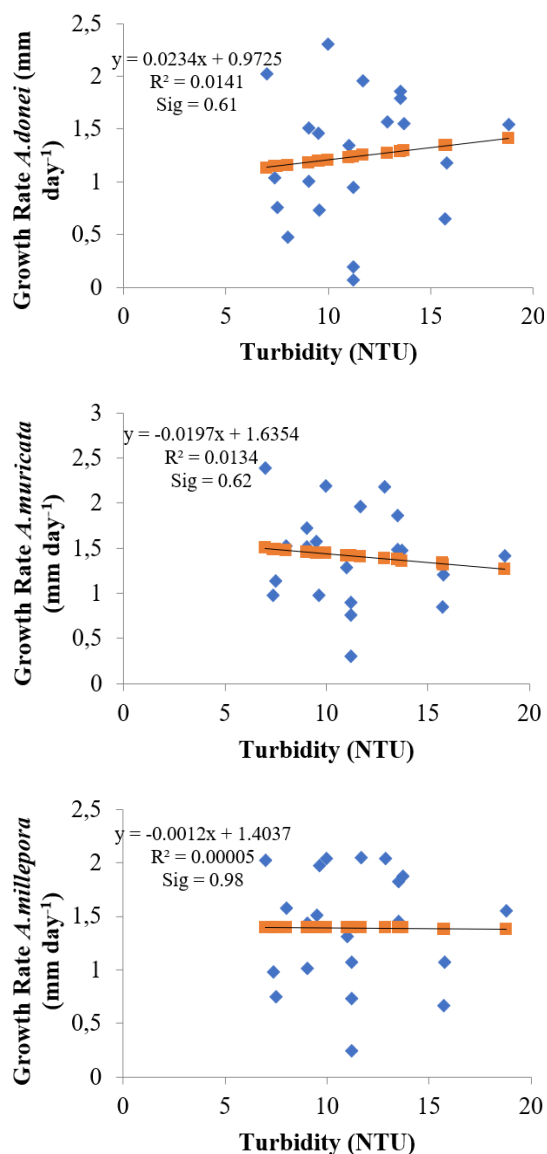 y = 0.0234x + 0.9725
R² = 0.0141
Sig = 0.61
Growth Rate A.donei (mm
day⁻¹)
2,5
2
1,5
1
0,5
0
0 5 10 15 20
Turbidity (NTU)
y = -0.0197x + 1.6354
R² = 0.0134
Sig = 0.62
Growth Rate A.muricata
(mm day⁻¹)
3
2,5
2
1,5
1
0,5
0
0 5 10 15 20
Turbidity (NTU)
y = -0.0012x + 1.4037
R² = 0.00005
Sig = 0.98
Growth Rate A.millepora
(mm day⁻¹)
2,5
2
1,5
1
0,5
0
0 5 10 15 20
Turbidity (NTU)